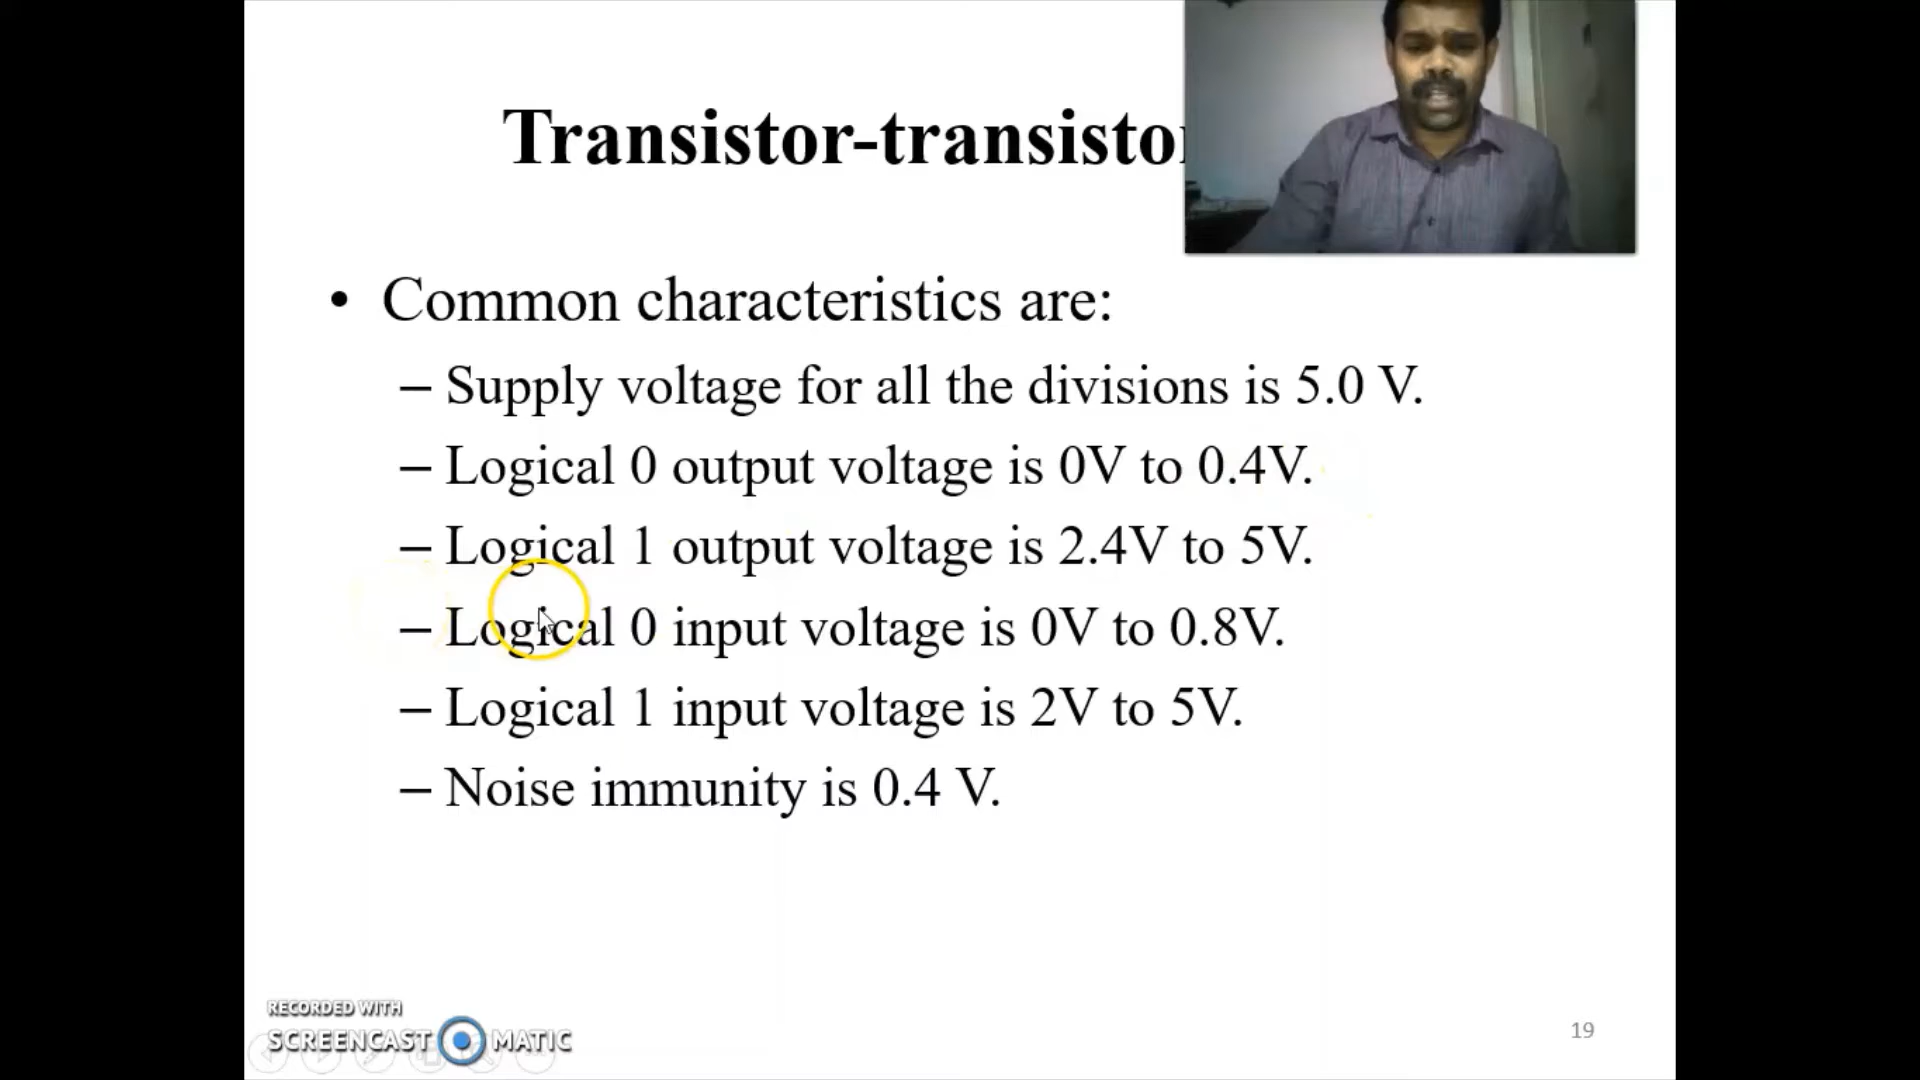 Transistor-transisto
• Common characteristics are:
– Supply voltage for all the divisions is 5.0 V.
– Logical 0 output voltage is 0V to 0.4V.
– Logical 1 output voltage is 2.4V to 5V.
– Logical 0 input voltage is 0V to 0.8V.
– Logical 1 input voltage is 2V to 5V.
– Noise immunity is 0.4 V.
RECORDED WITH
SCREENCAST MATIC
19